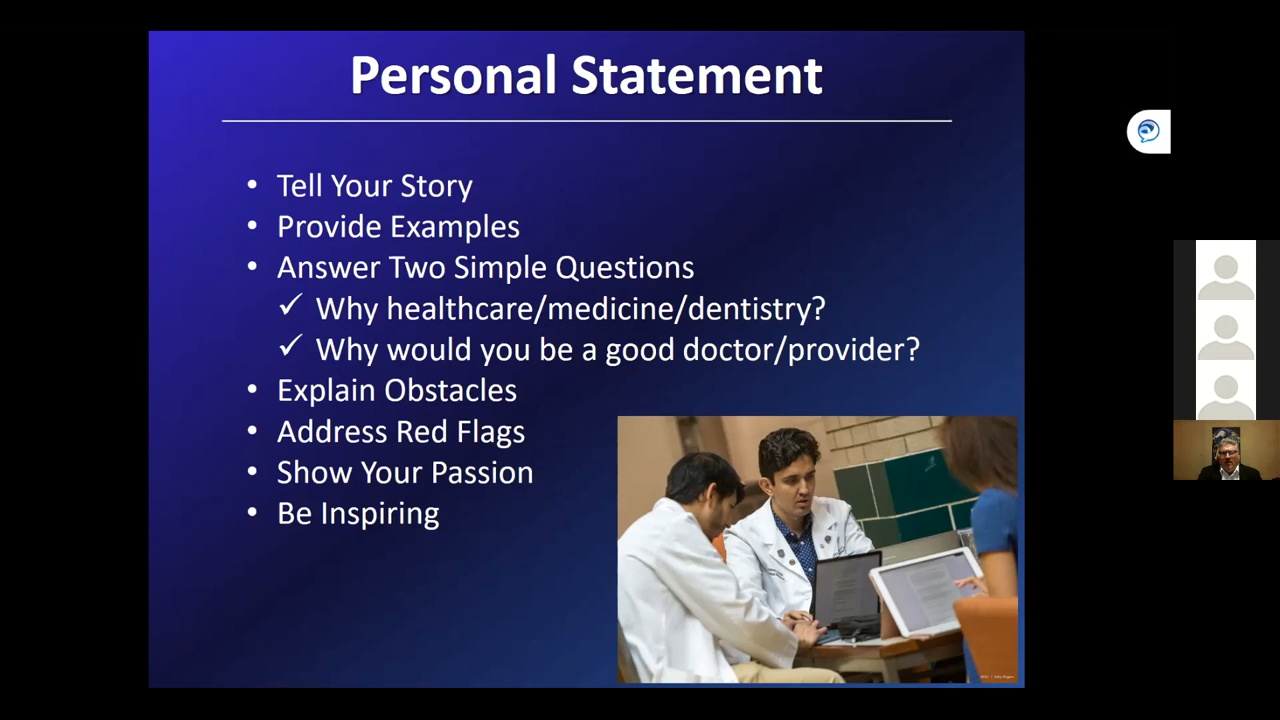 Personal Statement
• Tell Your Story
• Provide Examples
• Answer Two Simple Questions
✓ Why healthcare/medicine/dentistry?
✓ Why would you be a good doctor/provider?
• Explain Obstacles
• Address Red Flags
• Show Your Passion
• Be Inspiring